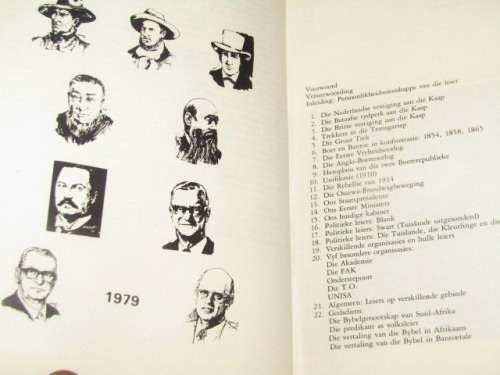 1979
Voorwoord
Verantwoording
Inleiding: Persoonlikheidseienskappe van die leier
1. Die Nederlandse vestiging aan die Kaap
2. Die Bataafse tydperk aan die Kaap
3. Die Britse vestiging aan die Kaap
4. Trekkers in die Transgariep
5. Die Groot Trek
6. Boer en Bantoe in konfrontasie: 1854, 1858, 1865
7. Die Eerste Vryheidsoorlog
8. Die Anglo-Boereoorlog
9. Heropbou van die twee Boererepublieke
10. Unifikasie (1910)
11. Die Rebellie van 1914
12. Die Ossewa-Brandwagbeweging
13. Ons Staatspresidente
14. Ons Eerste Ministers
15. Ons huidige kabinet
16. Politieke leiers: Blank
17. Politieke leiers: Swart (Tuislande uitgesonderd)
18. Politieke leiers: Die Tuislande, die Kleurlinge en die
19. Verskillende organisasies en hulle leiers
20. Vyf besondere organisasies:
Die Akademie
Die FAK
Onderstepoort
Die T.O.
UNISA
21. Algemeen: Leiers op verskillende gebiede
22. Godsdiens:
Die Bybelgenootskap van Suid-Afrika
Die predikant as volksleier
Die vertaling van die Bybel in Afrikaans
Die vertaling van die Bybel in Bantoetale